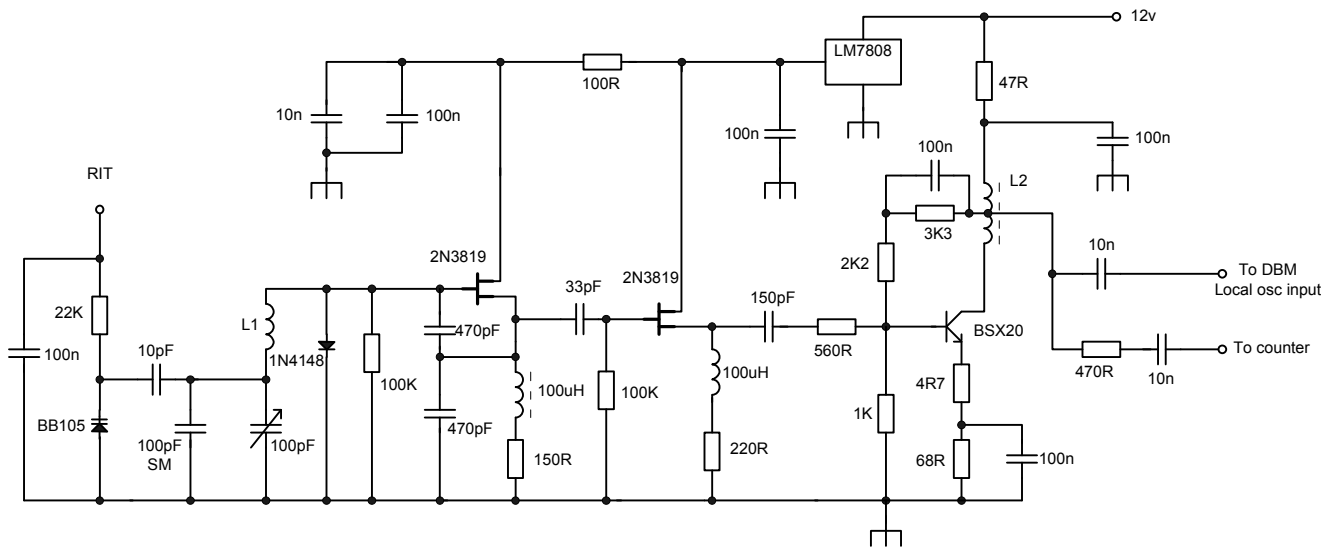 12v
LM7808
100R
47R
10n
100n
100n
100n
100n
RIT
L2
3K3
2N3819
2N3819
2K2
10n
To DBM
Local osc input
33pF
150pF
22K
L1
470pF
BSX20
560R
100n
10pF
1N4148
To counter
100K
100uH
100K
100uH
470R
10n
4R7
BB105
100pF
SM
100pF
470pF
1K
150R
220R
68R
100n